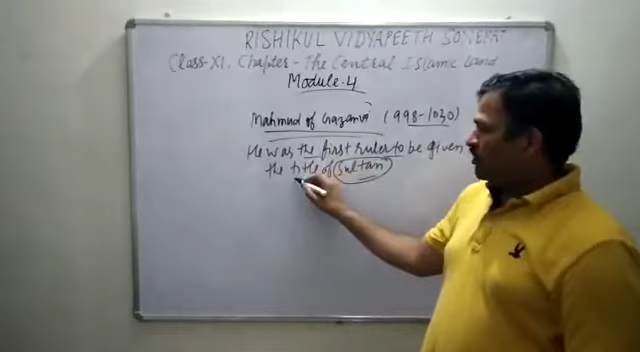 RISHIKUL VIDYAPEETH SONEPAT
Class-XI. Chapter - The Central Islamic Land
Module-4
Mahmud of Gazanvi (998-1030)
He was the first ruler to be given
the title of Sultan